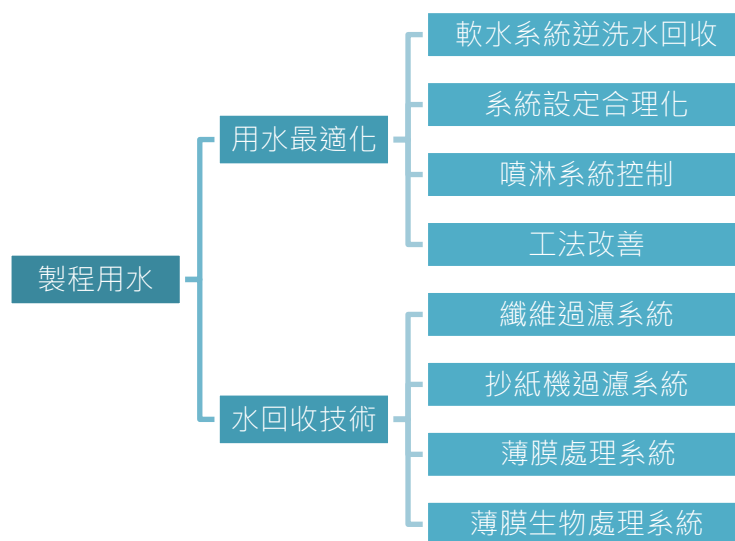 製程用水
用水最適化
軟水系統逆洗水回收
系統設定合理化
噴淋系統控制
工法改善
水回收技術
纖維過濾系統
抄紙機過濾系統
薄膜處理系統
薄膜生物處理系統